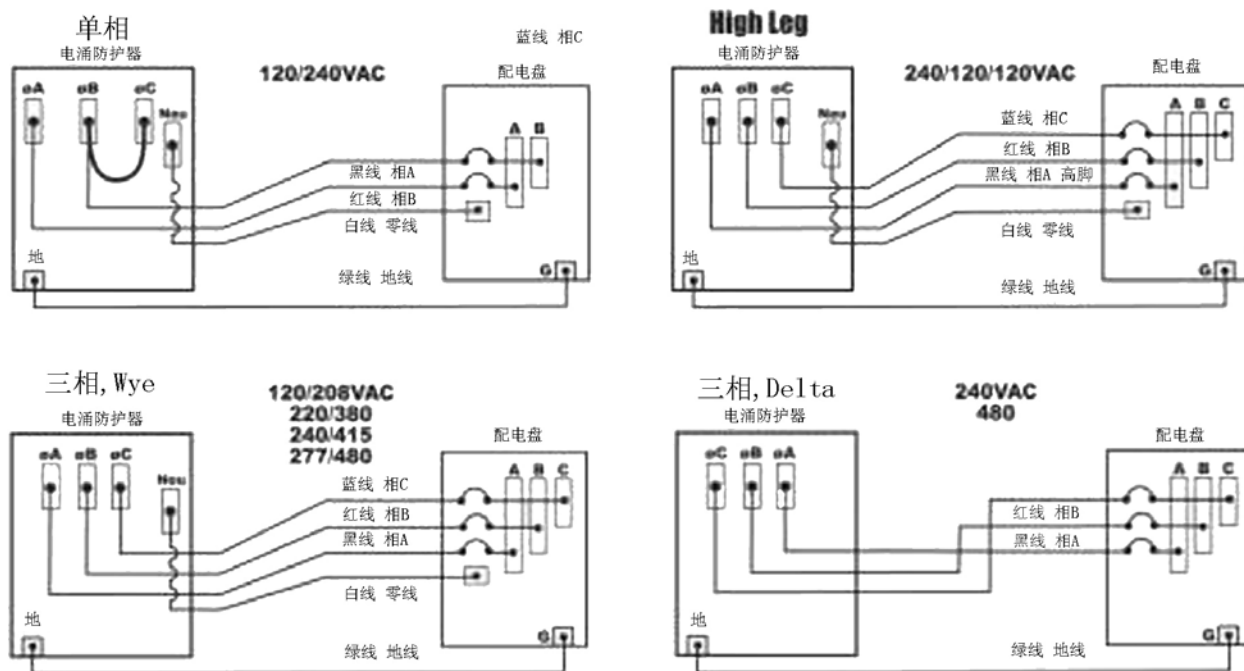 单相
电涌防护器
120/240VAC
蓝线 相C
配电盘
øA
øB
øC
Neu
A
B
黑线 相A
红线 相B
白线 零线
地
G
绿线 地线
High Leg
电涌防护器
240/120/120VAC
配电盘
øA
øB
øC
Neu
A
B
C
蓝线 相C
红线 相B
黑线 相A 高脚
白线 零线
地
G
绿线 地线
三相,Wye
电涌防护器
120/208VAC
220/380
240/415
277/480
配电盘
øA
øB
øC
Neu
A
B
C
蓝线 相C
红线 相B
黑线 相A
白线 零线
地
G
绿线 地线
三相,Delta
电涌防护器
240VAC
480
配电盘
øC
øB
øA
A
B
C
红线 相B
黑线 相A
地
G
绿线 地线